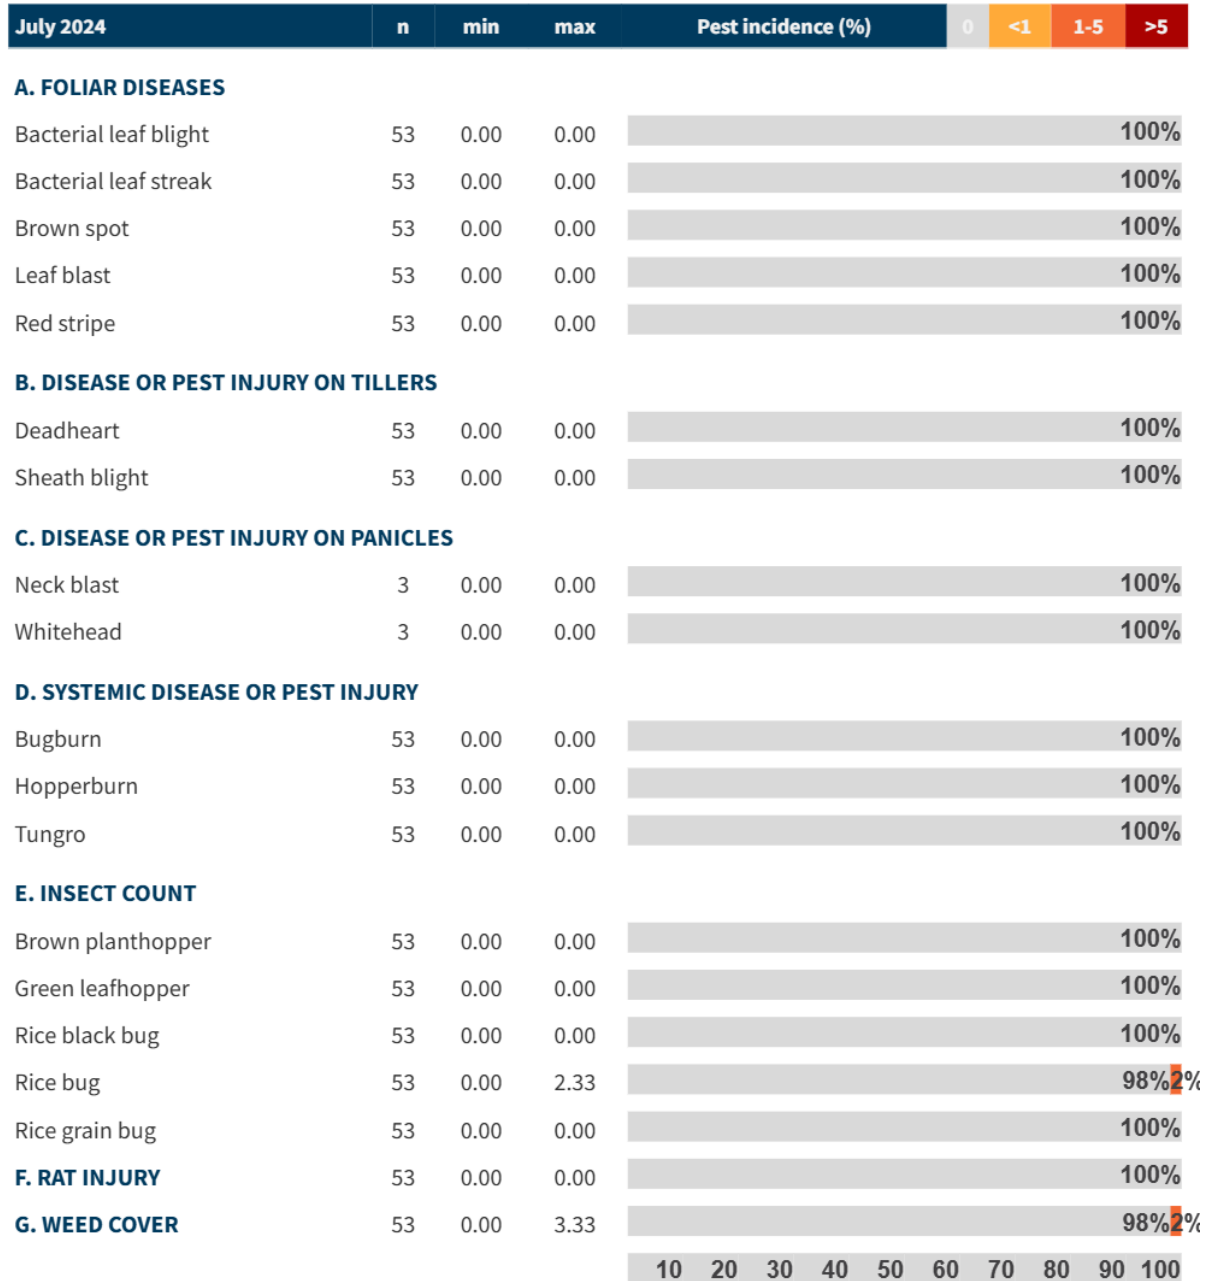 July 2024 n min max Pest incidence (%) 0 <1 1-5 >5
A. FOLIAR DISEASES
Bacterial leaf blight 53 0.00 0.00 100%
Bacterial leaf streak 53 0.00 0.00 100%
Brown spot 53 0.00 0.00 100%
Leaf blast 53 0.00 0.00 100%
Red stripe 53 0.00 0.00 100%
B. DISEASE OR PEST INJURY ON TILLERS
Deadheart 53 0.00 0.00 100%
Sheath blight 53 0.00 0.00 100%
C. DISEASE OR PEST INJURY ON PANICLES
Neck blast 3 0.00 0.00 100%
Whitehead 3 0.00 0.00 100%
D. SYSTEMIC DISEASE OR PEST INJURY
Bugburn 53 0.00 0.00 100%
Hopperburn 53 0.00 0.00 100%
Tungro 53 0.00 0.00 100%
E. INSECT COUNT
Brown planthopper 53 0.00 0.00 100%
Green leafhopper 53 0.00 0.00 100%
Rice black bug 53 0.00 0.00 100%
Rice bug 53 0.00 2.33 98% 2%
Rice grain bug 53 0.00 0.00 100%
F. RAT INJURY 53 0.00 0.00 100%
G. WEED COVER 53 0.00 3.33 98% 2%
10 20 30 40 50 60 70 80 90 100